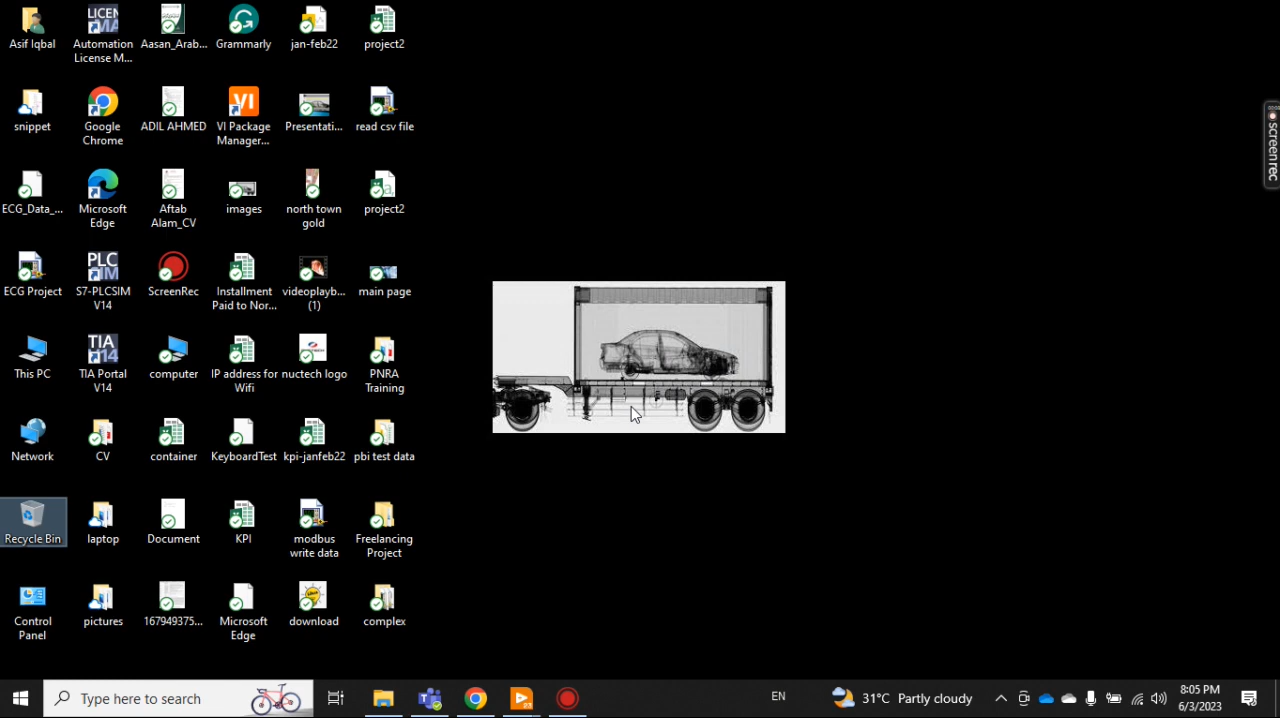 Asif Iqbal
Automation
License M...
Aasan_Arab...
Grammarly
jan-feb22
project2
snippet
Google
Chrome
ADIL AHMED
VI
VI Package
Manager...
Presentati...
read csv file
ECG_Data_...
Microsoft
Edge
Aftab
Alam_CV
images
north town
gold
project2
ECG Project
S7-PLCSIM
V14
ScreenRec
Installment
Paid to Nor...
videoplayb...
(1)
main page
This PC
TIA
TIA Portal
V14
computer
IP address for
Wifi
nuctech logo
PNRA
Training
Network
CV
container
KeyboardTest
kpi-janfeb22
pbi test data
Recycle Bin
laptop
Document
KPI
modbus
write data
Freelancing
Project
Control
Panel
pictures
167949375...
Microsoft
Edge
download
complex
screenrec
Type here to search
EN
31°C Partly cloudy
8:05 PM
6/3/2023